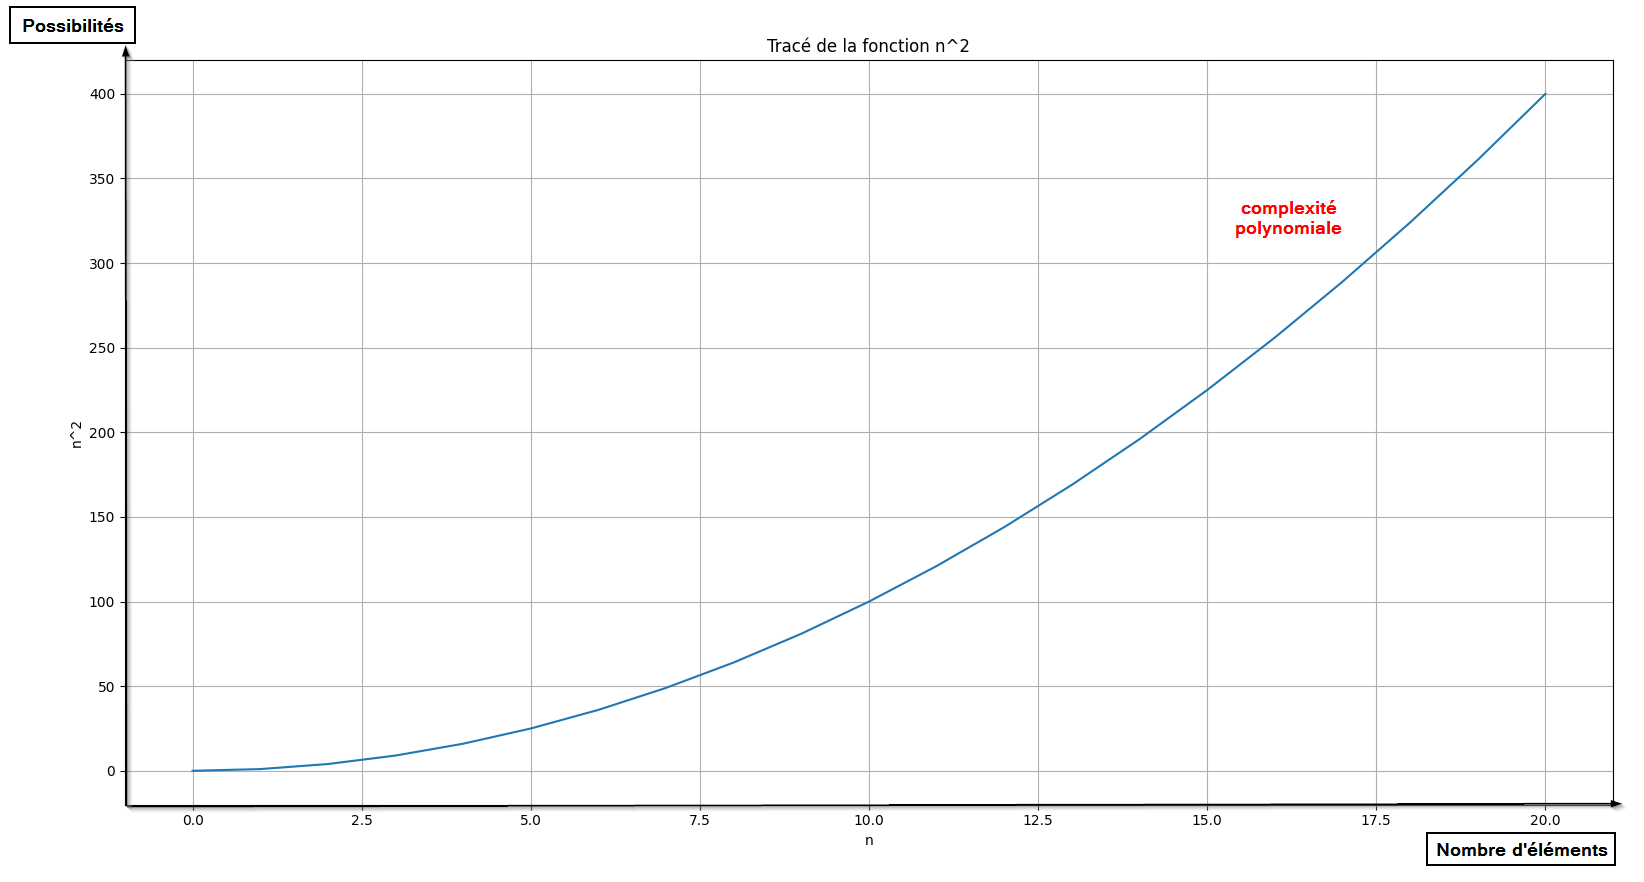 Possibilités
Tracé de la fonction n^2
400
350
complexité
polynomiale
300
250
n^2
200
150
100
50
0
0.0 2.5 5.0 7.5 10.0 12.5 15.0 17.5 20.0
n
Nombre d'éléments